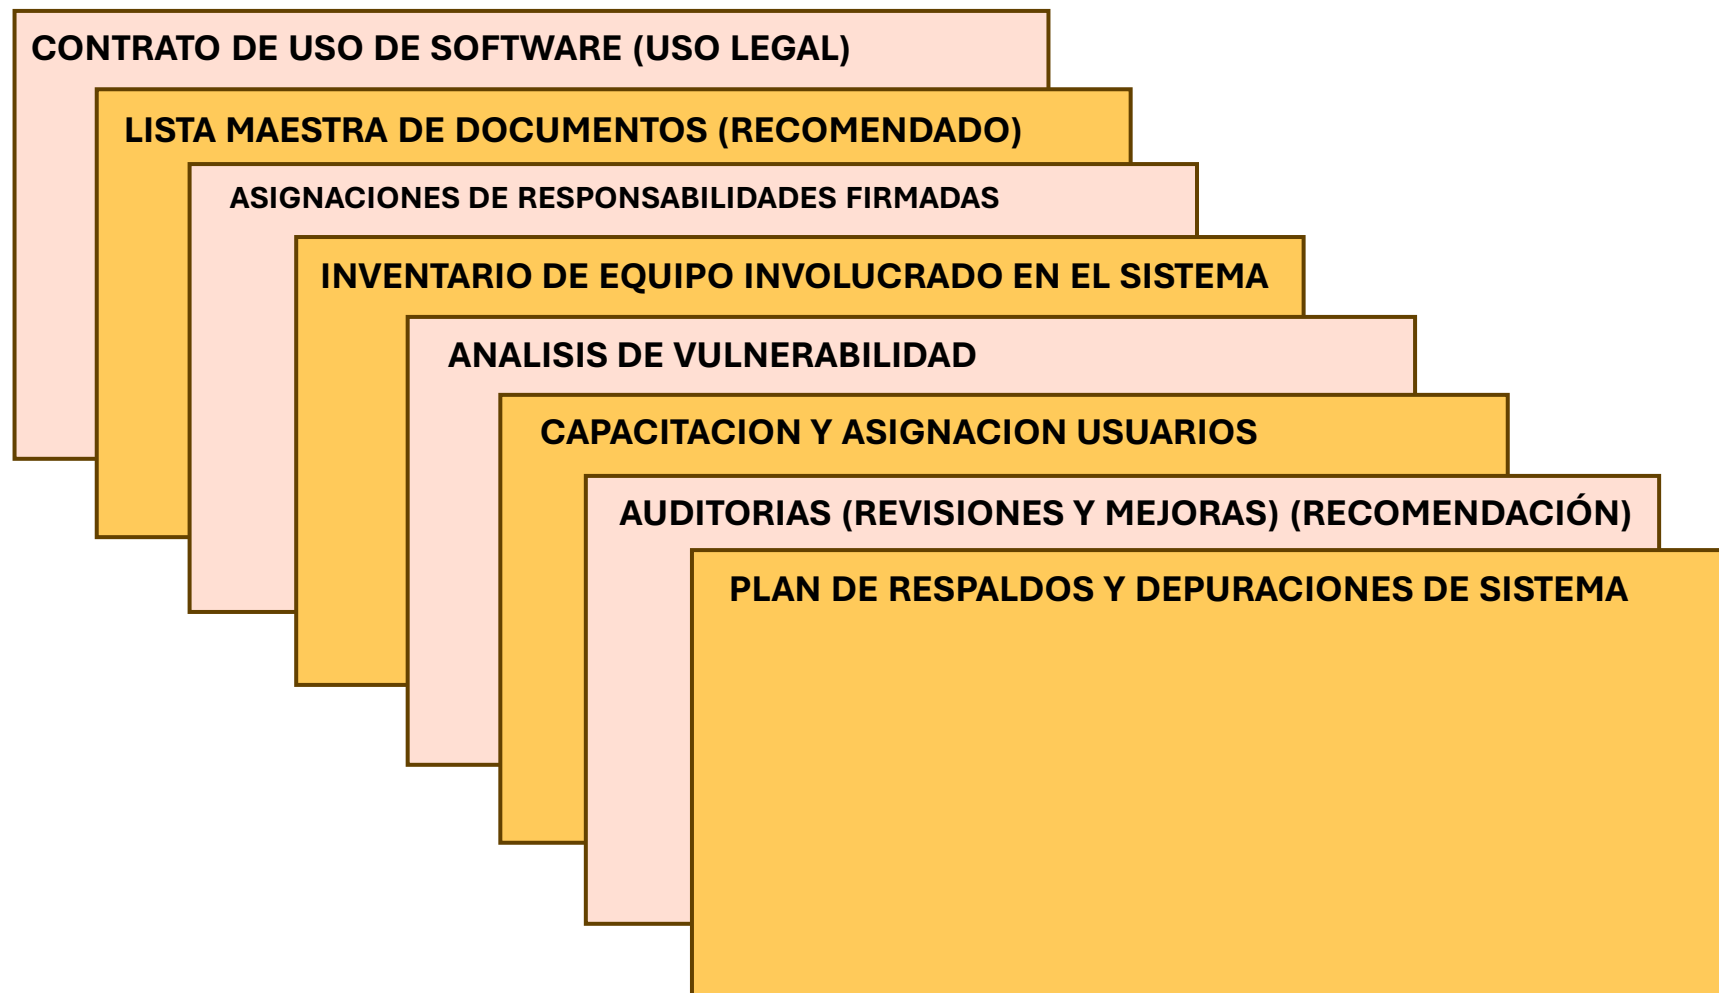 CONTRATO DE USO DE SOFTWARE (USO LEGAL)
LISTA MAESTRA DE DOCUMENTOS (RECOMENDADO)
ASIGNACIONES DE RESPONSABILIDADES FIRMADAS
INVENTARIO DE EQUIPO INVOLUCRADO EN EL SISTEMA
ANALISIS DE VULNERABILIDAD
CAPACITACION Y ASIGNACION USUARIOS
AUDITORIAS (REVISIONES Y MEJORAS) (RECOMENDACIÓN)
PLAN DE RESPALDOS Y DEPURACIONES DE SISTEMA